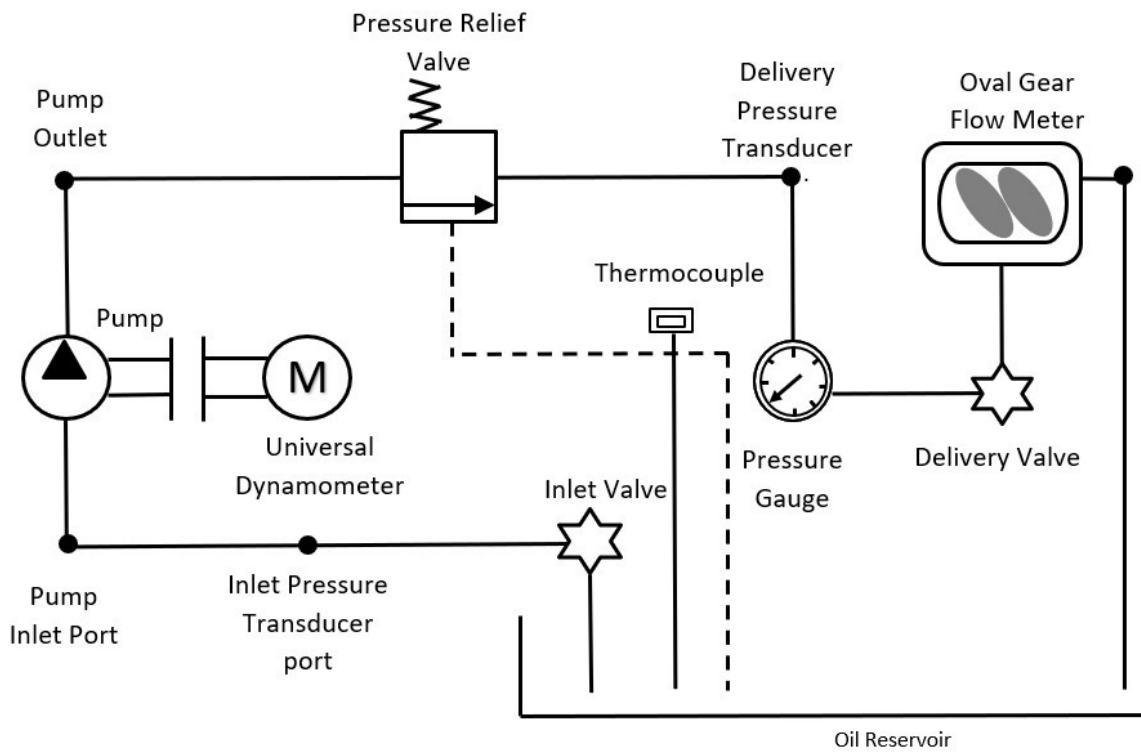 Pressure Relief
Valve
Delivery
Pressure
Transducer
Oval Gear
Flow Meter
Pump
Outlet
Thermocouple
Pump
M
Universal
Dynamometer
Pressure
Gauge
Delivery Valve
Inlet Valve
Pump
Inlet Port
Inlet Pressure
Transducer
port
Oil Reservoir